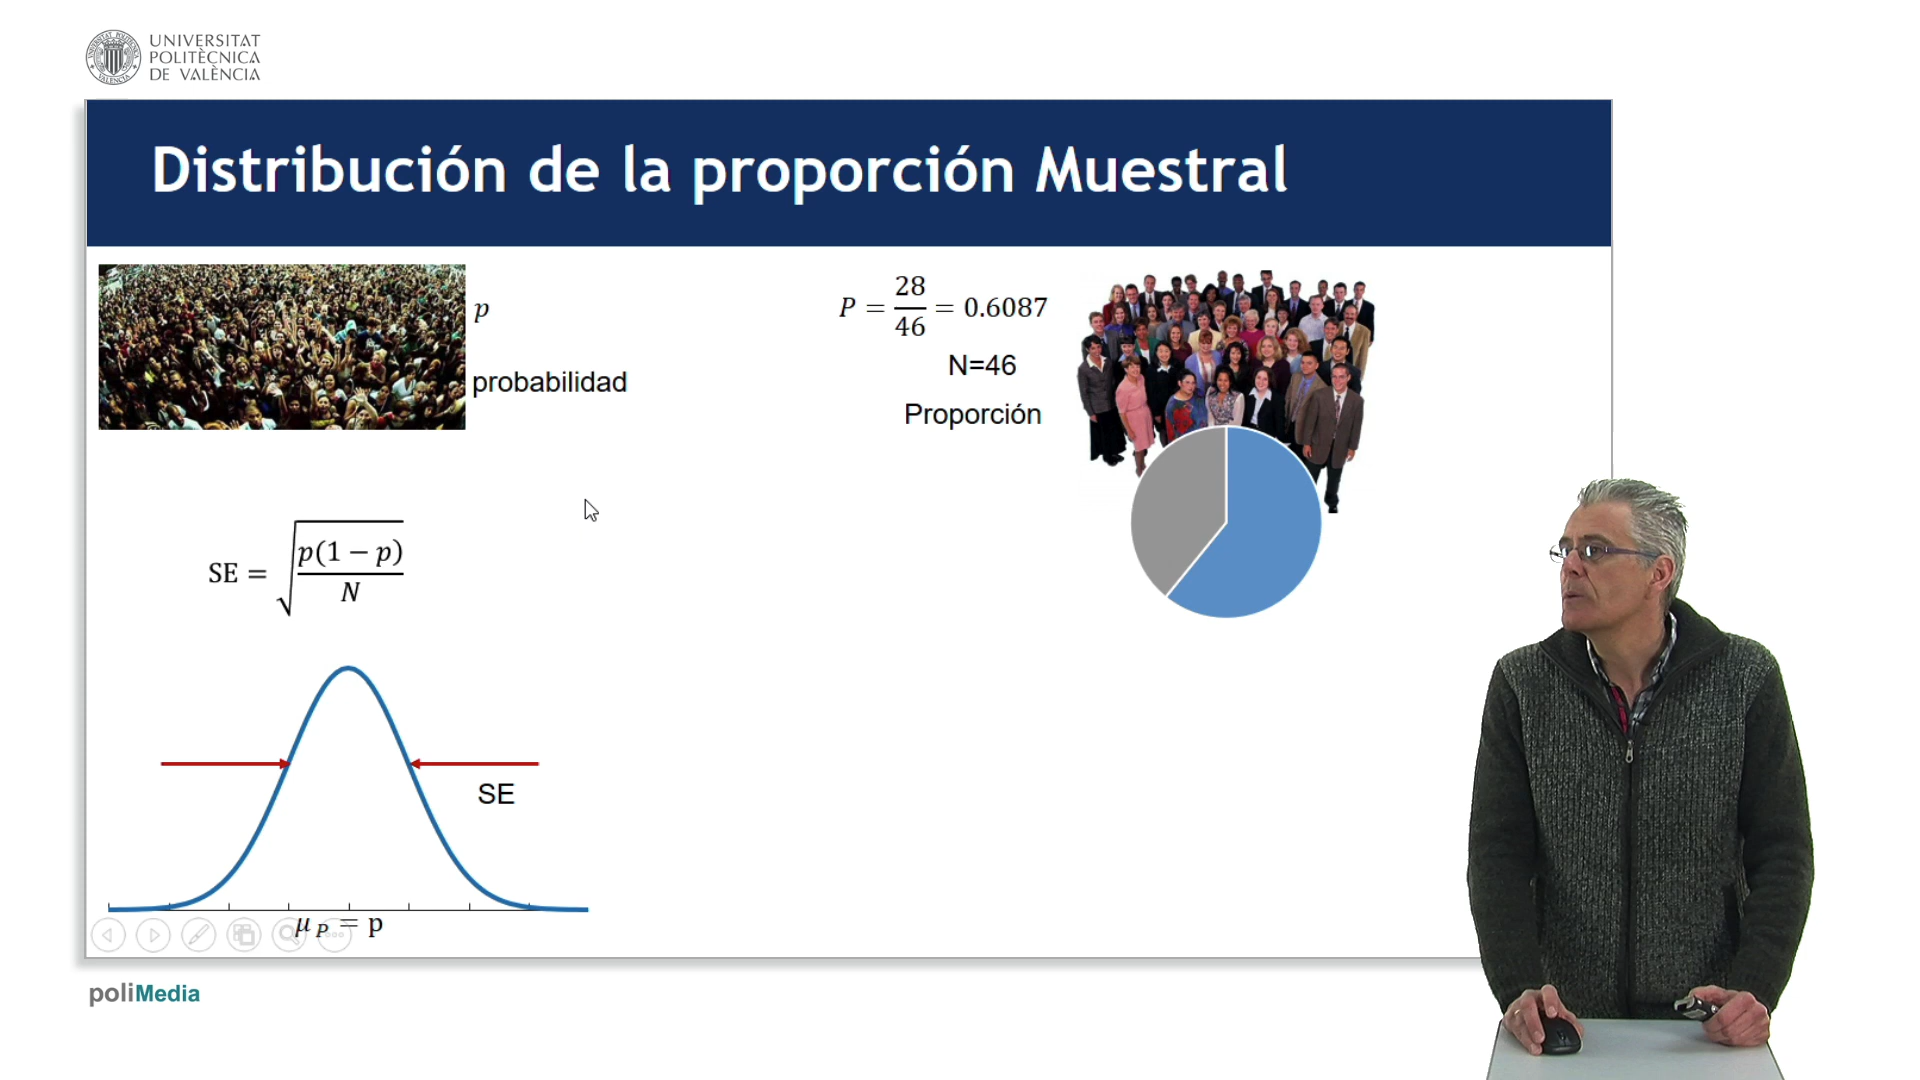 UNIVERSITAT
POLITÈCNICA
DE VALÈNCIA
Distribución de la proporción Muestral
p
probabilidad
P = 28/46 = 0.6087
N=46
Proporción
SE = √(p(1 − p)/N)
SE
μ P = p
poliMedia